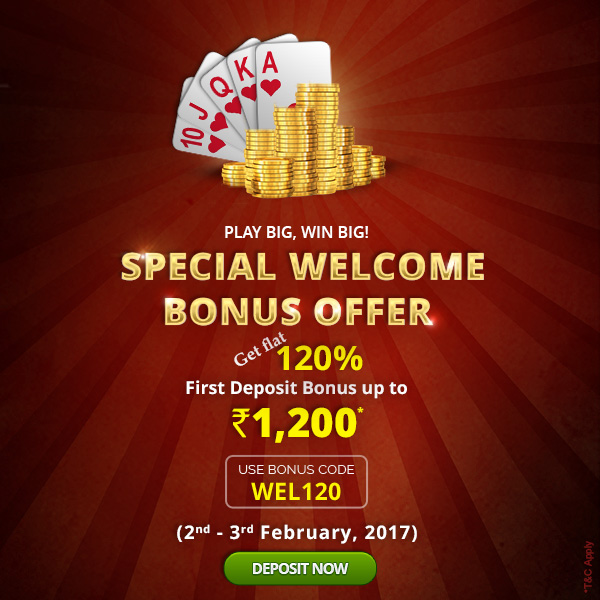 10 J Q K A
PLAY BIG, WIN BIG!
SPECIAL WELCOME
BONUS OFFER
Get flat
120%
First Deposit Bonus up to
₹1,200*
USE BONUS CODE
WEL120
(2nd - 3rd February, 2017)
DEPOSIT NOW
*T&C Apply